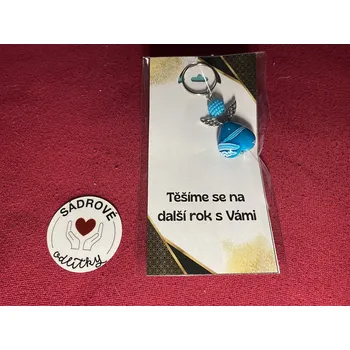 Těšíme se na
další rok s Vámi
SÁDROVÉ
odlitky